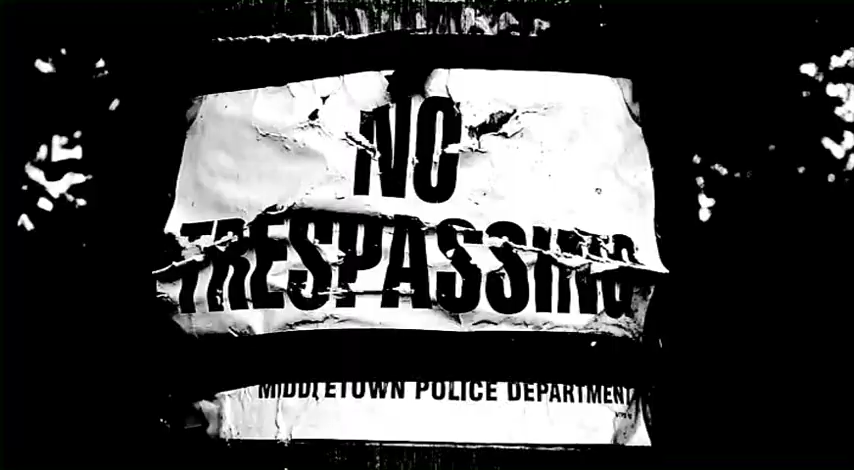 NO
TRESPASSING
MIDDLETOWN POLICE DEPARTMENT